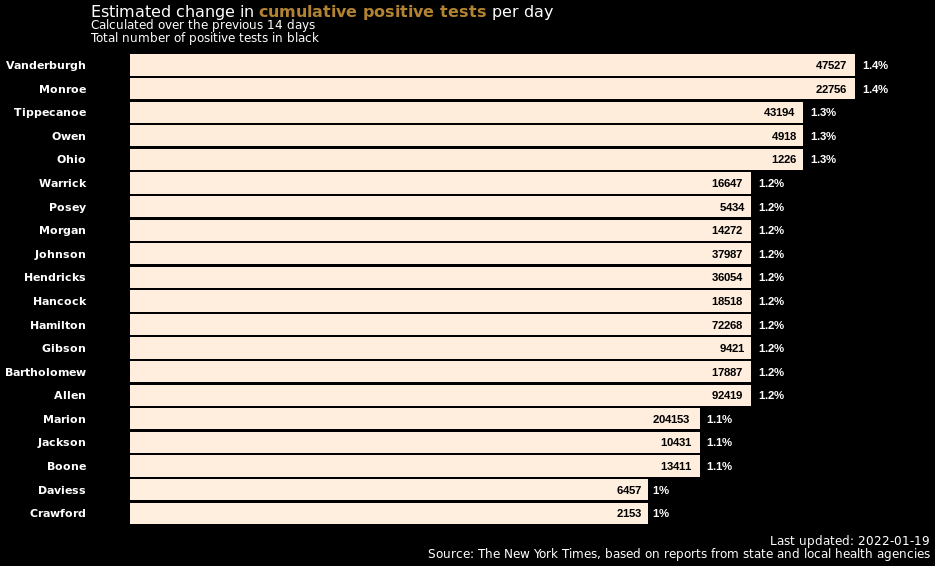 Estimated change in cumulative positive tests per day
Calculated over the previous 14 days
Total number of positive tests in black
Vanderburgh 47527 1.4%
Monroe 22756 1.4%
Tippecanoe 43194 1.3%
Owen 4918 1.3%
Ohio 1226 1.3%
Warrick 16647 1.2%
Posey 5434 1.2%
Morgan 14272 1.2%
Johnson 37987 1.2%
Hendricks 36054 1.2%
Hancock 18518 1.2%
Hamilton 72268 1.2%
Gibson 9421 1.2%
Bartholomew 17887 1.2%
Allen 92419 1.2%
Marion 204153 1.1%
Jackson 10431 1.1%
Boone 13411 1.1%
Daviess 6457 1%
Crawford 2153 1%
Last updated: 2022-01-19
Source: The New York Times, based on reports from state and local health agencies